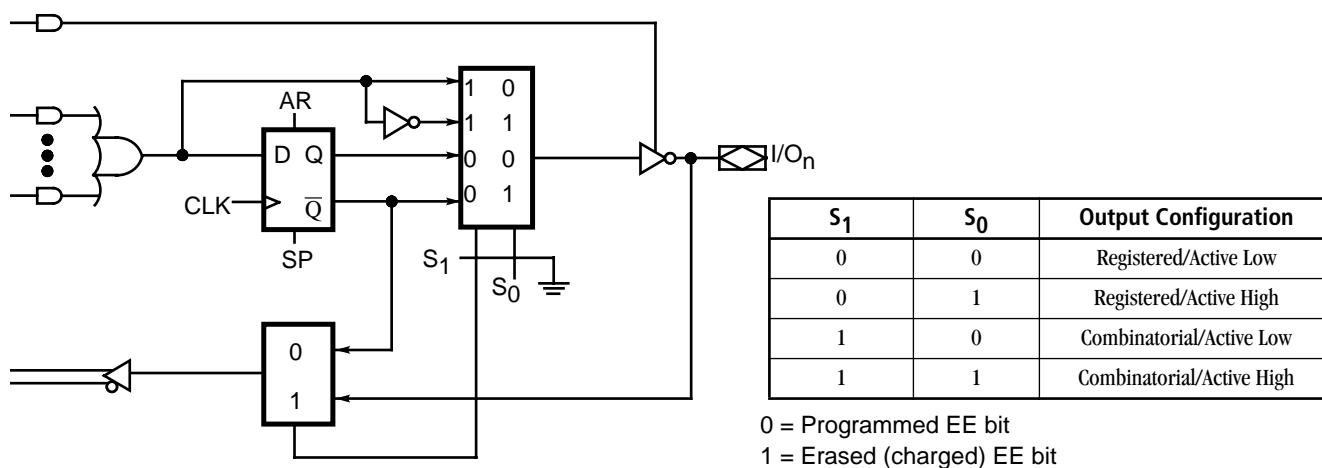 AR
D Q
CLK
Q̅
SP
1 0
1 1
0 0
0 1
I/Oₙ
S₁
S₀
0
1
S₁ S₀ Output Configuration
0 0 Registered/Active Low
0 1 Registered/Active High
1 0 Combinatorial/Active Low
1 1 Combinatorial/Active High
0 = Programmed EE bit
1 = Erased (charged) EE bit